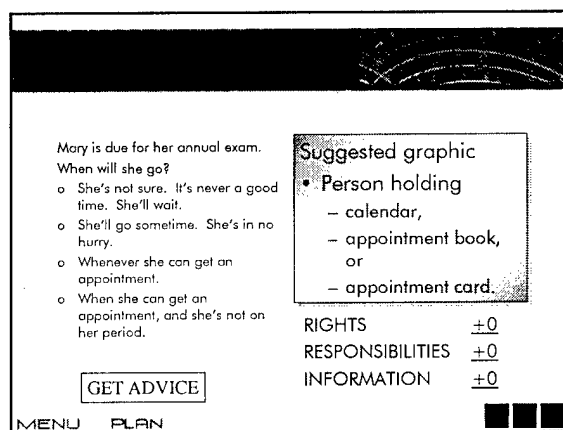 Mary is due for her annual exam.
When will she go?
o She's not sure. It's never a good
time. She'll wait.
o She'll go sometime. She's in no
hurry.
o Whenever she can get an
appointment.
o When she can get an
appointment, and she's not on
her period.
GET ADVICE
MENU PLAN
Suggested graphic
• Person holding
– calendar,
– appointment book,
or
– appointment card.
RIGHTS +0
RESPONSIBILITIES +0
INFORMATION +0